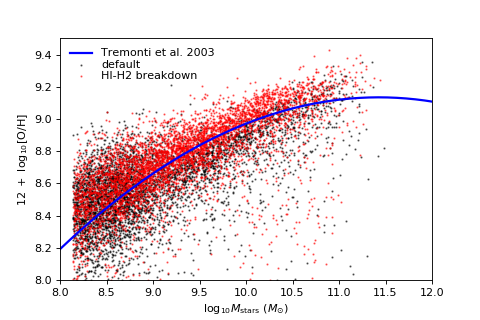 Tremonti et al. 2003
default
HI-H2 breakdown
12 + log₁₀[O/H]
9.4
9.2
9.0
8.8
8.6
8.4
8.2
8.0
8.0 8.5 9.0 9.5 10.0 10.5 11.0 11.5 12.0
log₁₀M_stars (M_⊙)